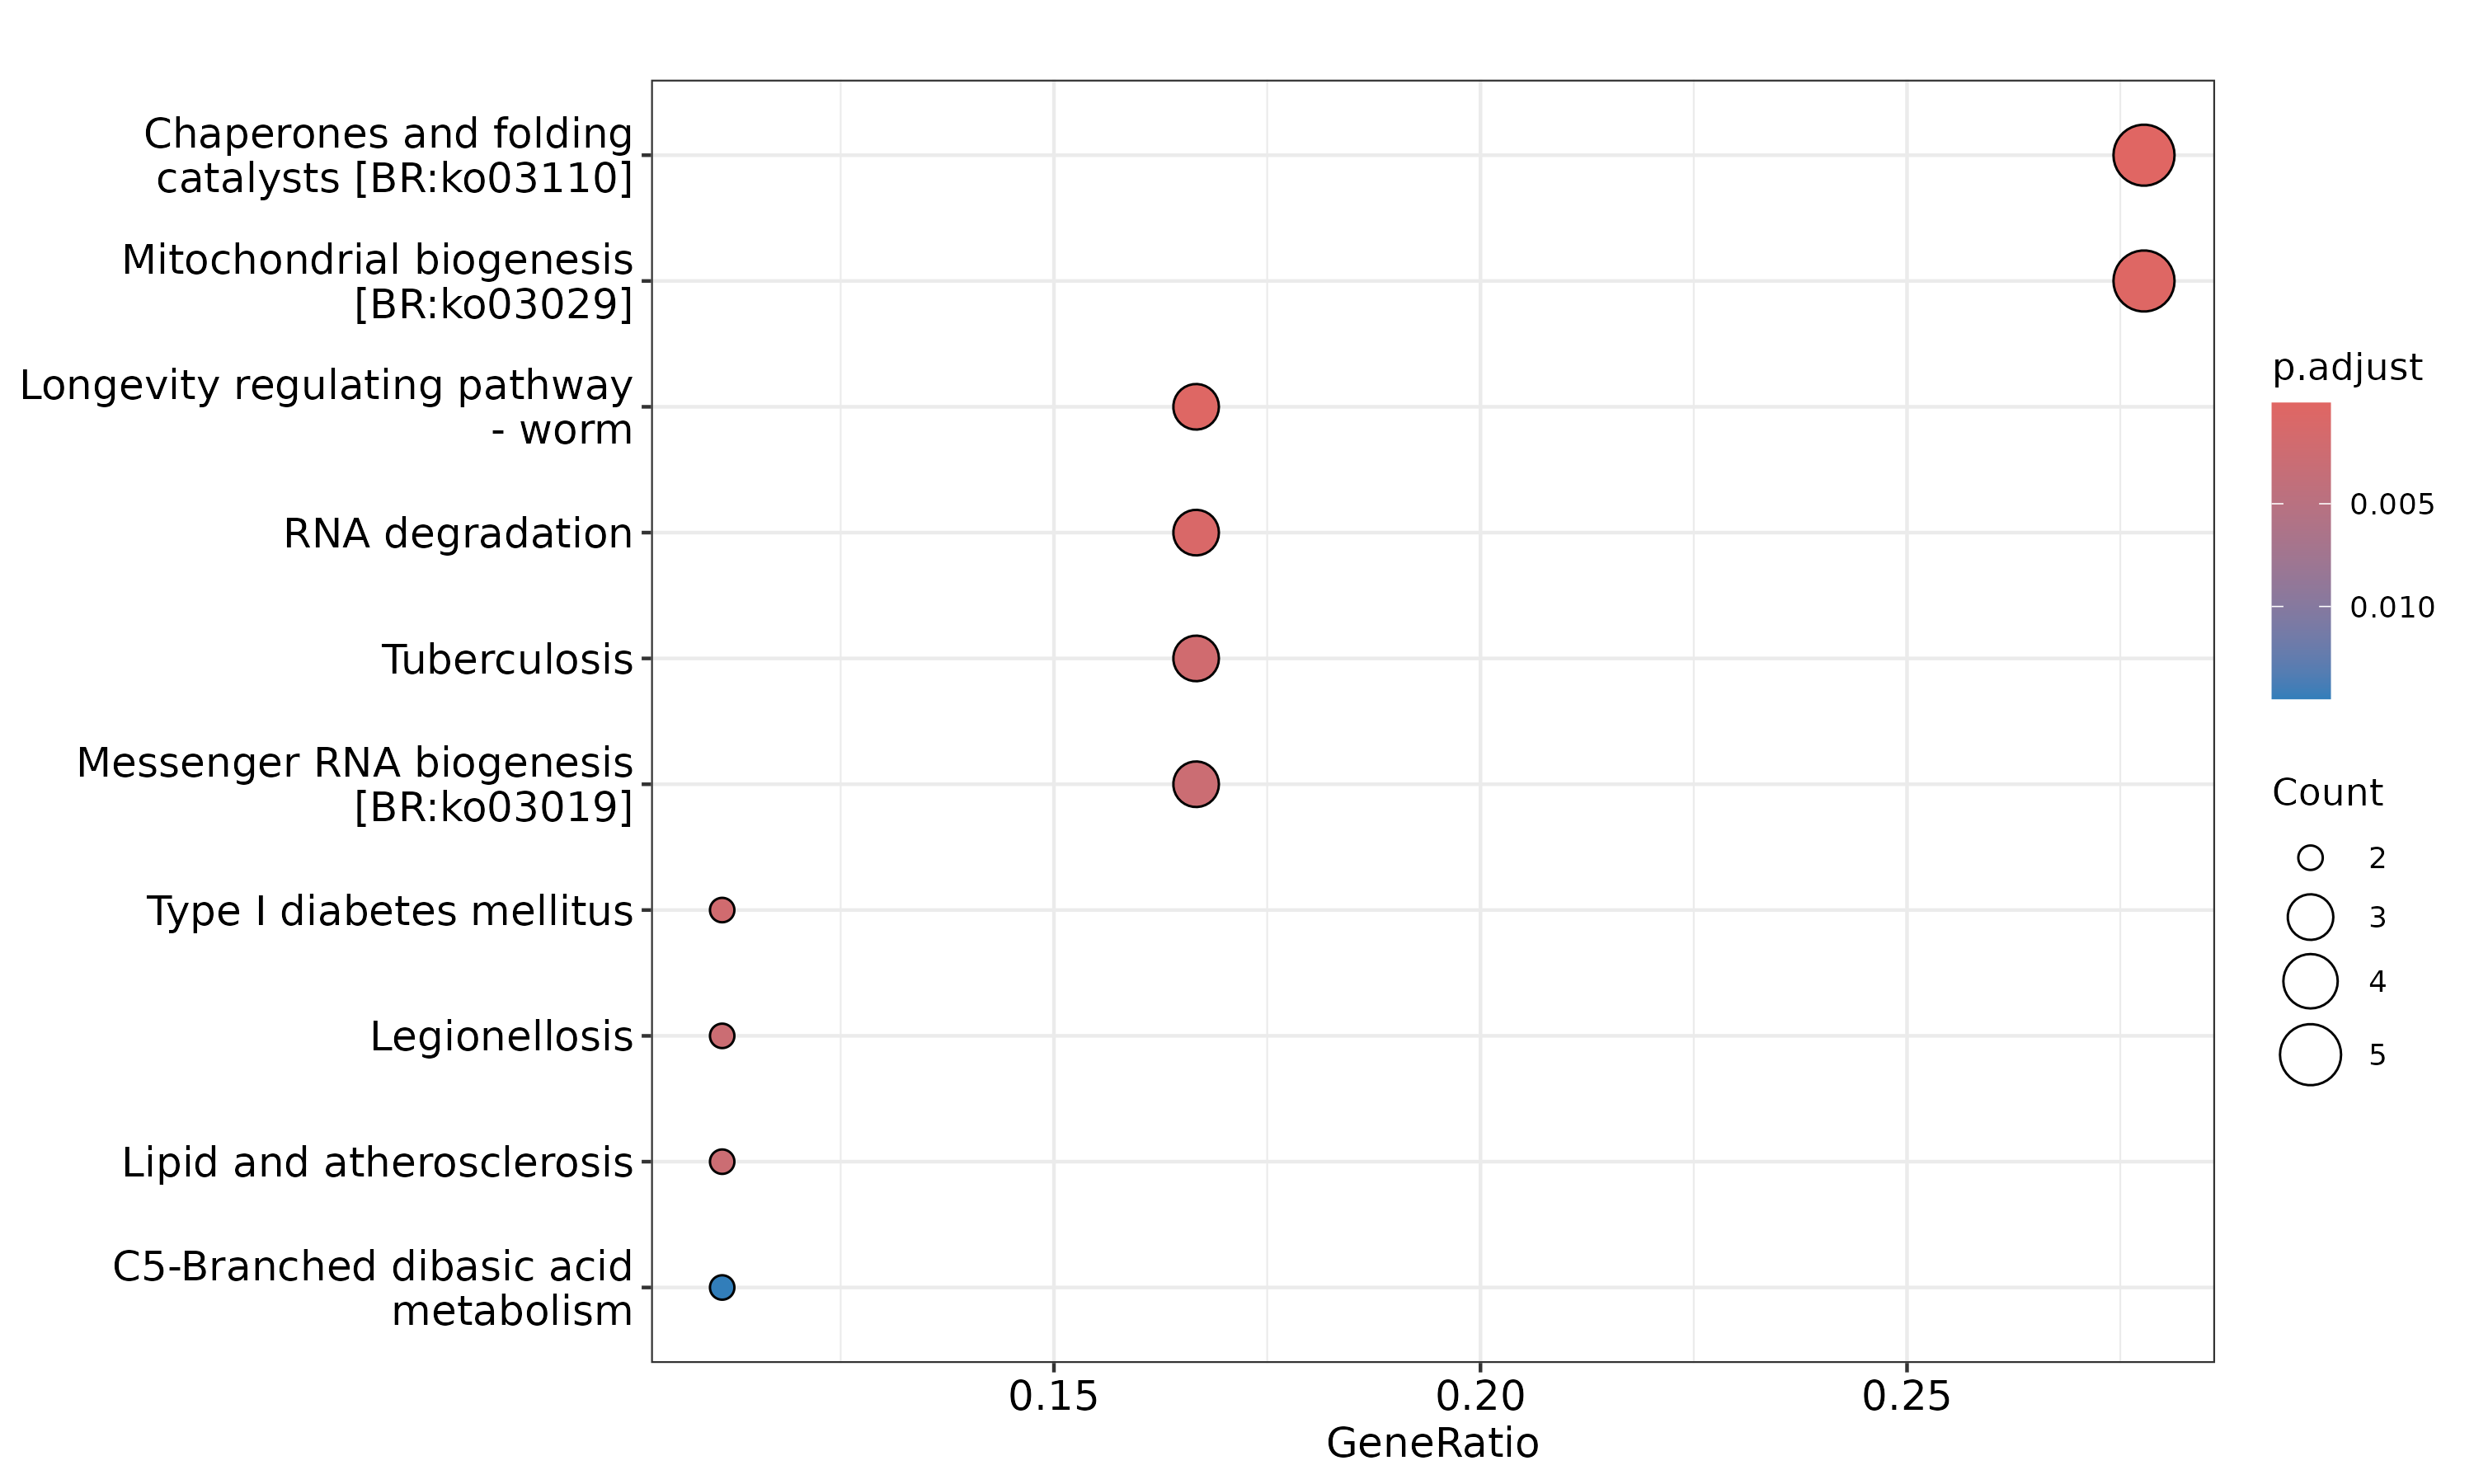 Chaperones and folding
catalysts [BR:ko03110]
Mitochondrial biogenesis
[BR:ko03029]
Longevity regulating pathway
- worm
RNA degradation
Tuberculosis
Messenger RNA biogenesis
[BR:ko03019]
Type I diabetes mellitus
Legionellosis
Lipid and atherosclerosis
C5-Branched dibasic acid
metabolism
0.15
0.20
0.25
GeneRatio
p.adjust
0.005
0.010
Count
2
3
4
5